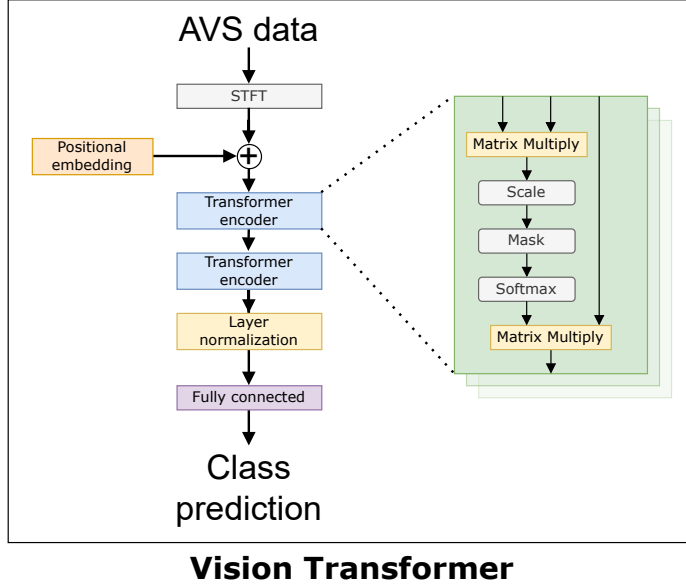 AVS data
STFT
Positional
embedding
+
Transformer
encoder
Transformer
encoder
Layer
normalization
Fully connected
Class
prediction
Matrix Multiply
Scale
Mask
Softmax
Matrix Multiply
Vision Transformer